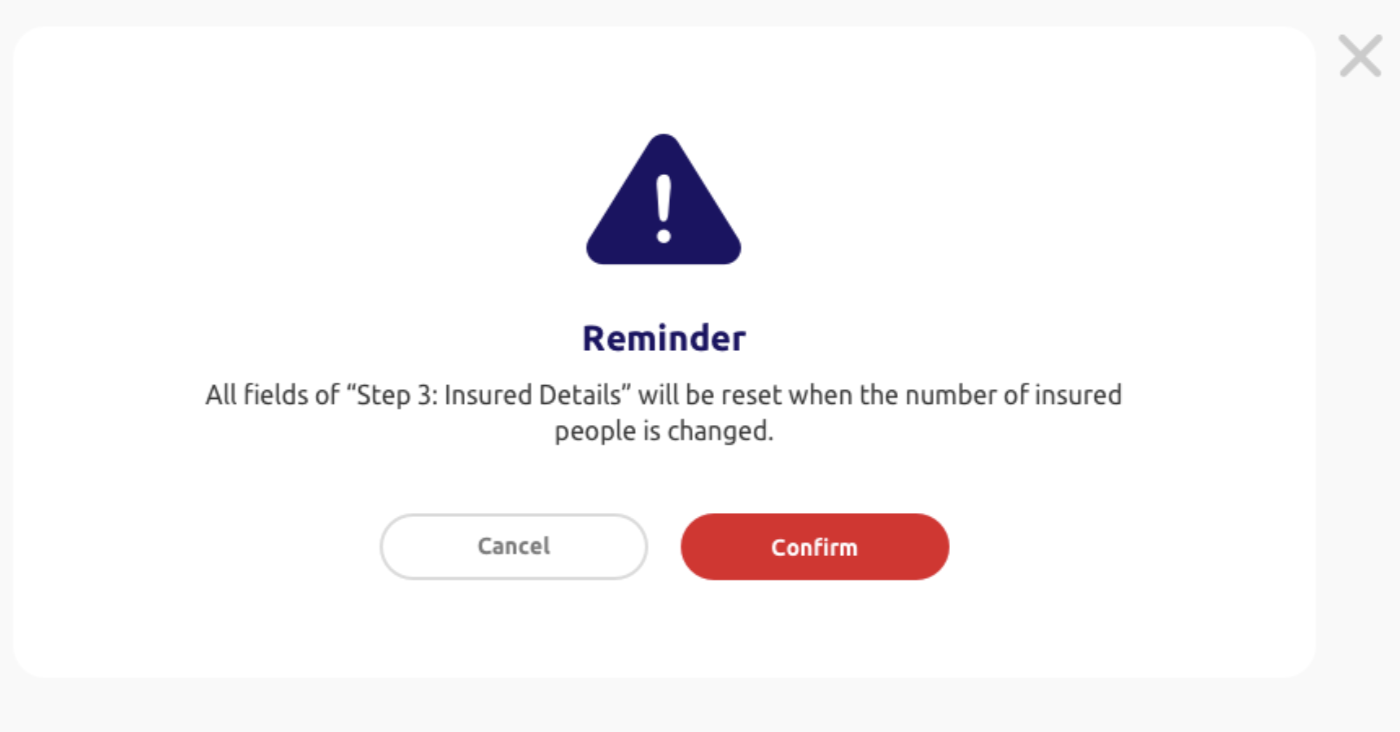 Reminder
All fields of “Step 3: Insured Details” will be reset when the number of insured
people is changed.
Cancel
Confirm